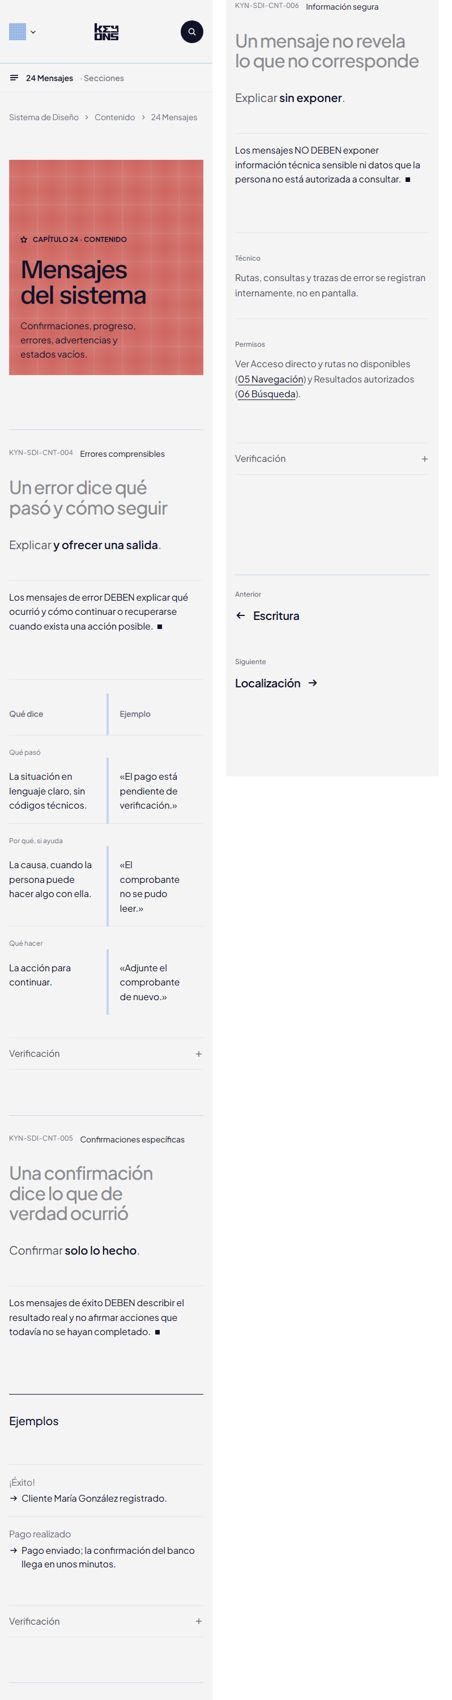 KEY
ONS
24 Mensajes · Secciones
Sistema de Diseño > Contenido > 24 Mensajes
CAPÍTULO 24 · CONTENIDO
Mensajes
del sistema
Confirmaciones, progreso,
errores, advertencias y
estados vacíos.
KYN-SDI-CNT-004 Errores comprensibles
Un error dice qué
pasó y cómo seguir
Explicar y ofrecer una salida.
Los mensajes de error DEBEN explicar qué
ocurrió y cómo continuar o recuperarse
cuando exista una acción posible. ■
Qué dice Ejemplo
Qué pasó
La situación en
lenguaje claro, sin
códigos técnicos.
«El pago está
pendiente de
verificación.»
Por qué, si ayuda
La causa, cuando la
persona puede
hacer algo con ella.
«El
comprobante
no se pudo
leer.»
Qué hacer
La acción para
continuar.
«Adjunte el
comprobante
de nuevo.»
Verificación +
KYN-SDI-CNT-005 Confirmaciones específicas
Una confirmación
dice lo que de
verdad ocurrió
Confirmar solo lo hecho.
Los mensajes de éxito DEBEN describir el
resultado real y no afirmar acciones que
todavía no se hayan completado. ■
Ejemplos
¡Éxito!
→ Cliente María González registrado.
Pago realizado
→ Pago enviado; la confirmación del banco
llega en unos minutos.
Verificación +
KYN-SDI-CNT-006 Información segura
Un mensaje no revela
lo que no corresponde
Explicar sin exponer.
Los mensajes NO DEBEN exponer
información técnica sensible ni datos que la
persona no está autorizada a consultar. ■
Técnico
Rutas, consultas y trazas de error se registran
internamente, no en pantalla.
Permisos
Ver Acceso directo y rutas no disponibles
(05 Navegación) y Resultados autorizados
(06 Búsqueda).
Verificación +
Anterior
← Escritura
Siguiente
Localización →